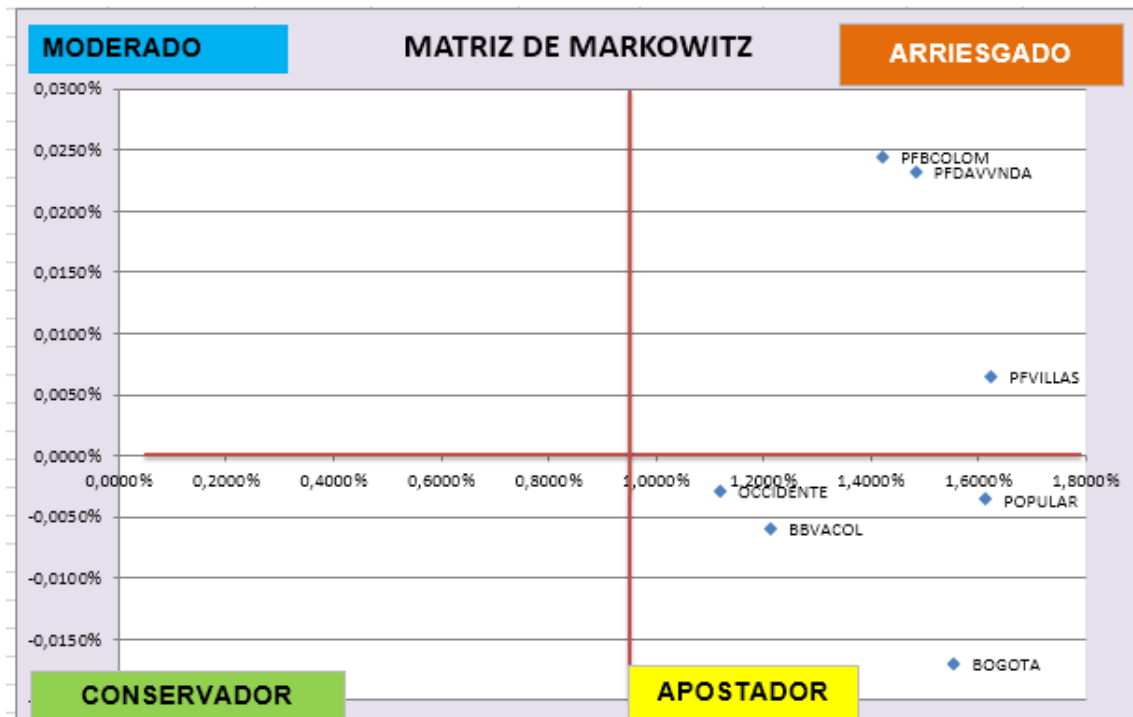 MODERADO
MATRIZ DE MARKOWITZ
ARRIESGADO
0,0300%
0,0250%
PFBCOLOM
PFDAVVNDA
0,0200%
0,0150%
0,0100%
0,0050%
PFVILLAS
0,0000%
0,0000% 0,2000% 0,4000% 0,6000% 0,8000% 1,0000% 1,2000% 1,4000% 1,6000% 1,8000%
OCCIDENTE
-0,0050%
POPULAR
BBVACOL
-0,0100%
-0,0150%
BOGOTA
CONSERVADOR
APOSTADOR